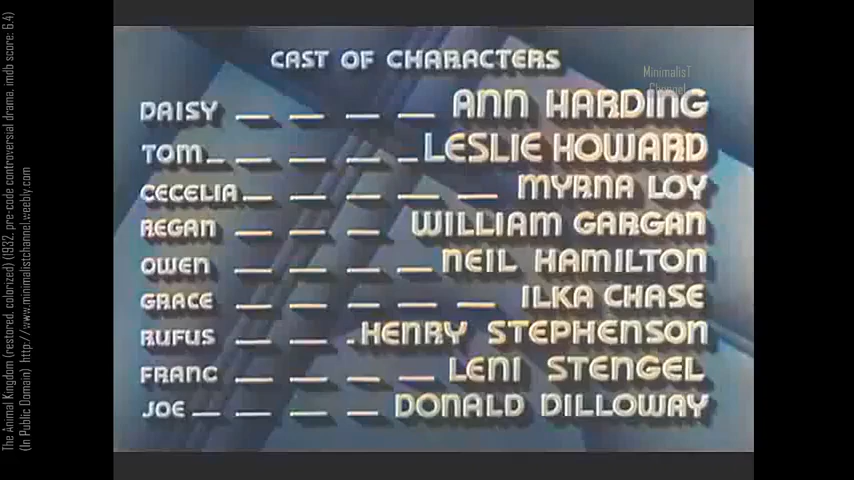 CAST OF CHARACTERS
MinimalisT
Channel
DAISY ANN HARDING
TOM LESLIE HOWARD
CECELIA MYRNA LOY
REGAN WILLIAM GARGAN
OWEN NEIL HAMILTON
GRACE ILKA CHASE
RUFUS HENRY STEPHENSON
FRANC LENI STENGEL
JOE DONALD DILLOWAY
The Animal Kingdom (restored, colorized) (1932, pre-code controversial drama, imdb score: 6.4)
(In Public Domain) http://www.minimalistchannel.weebly.com